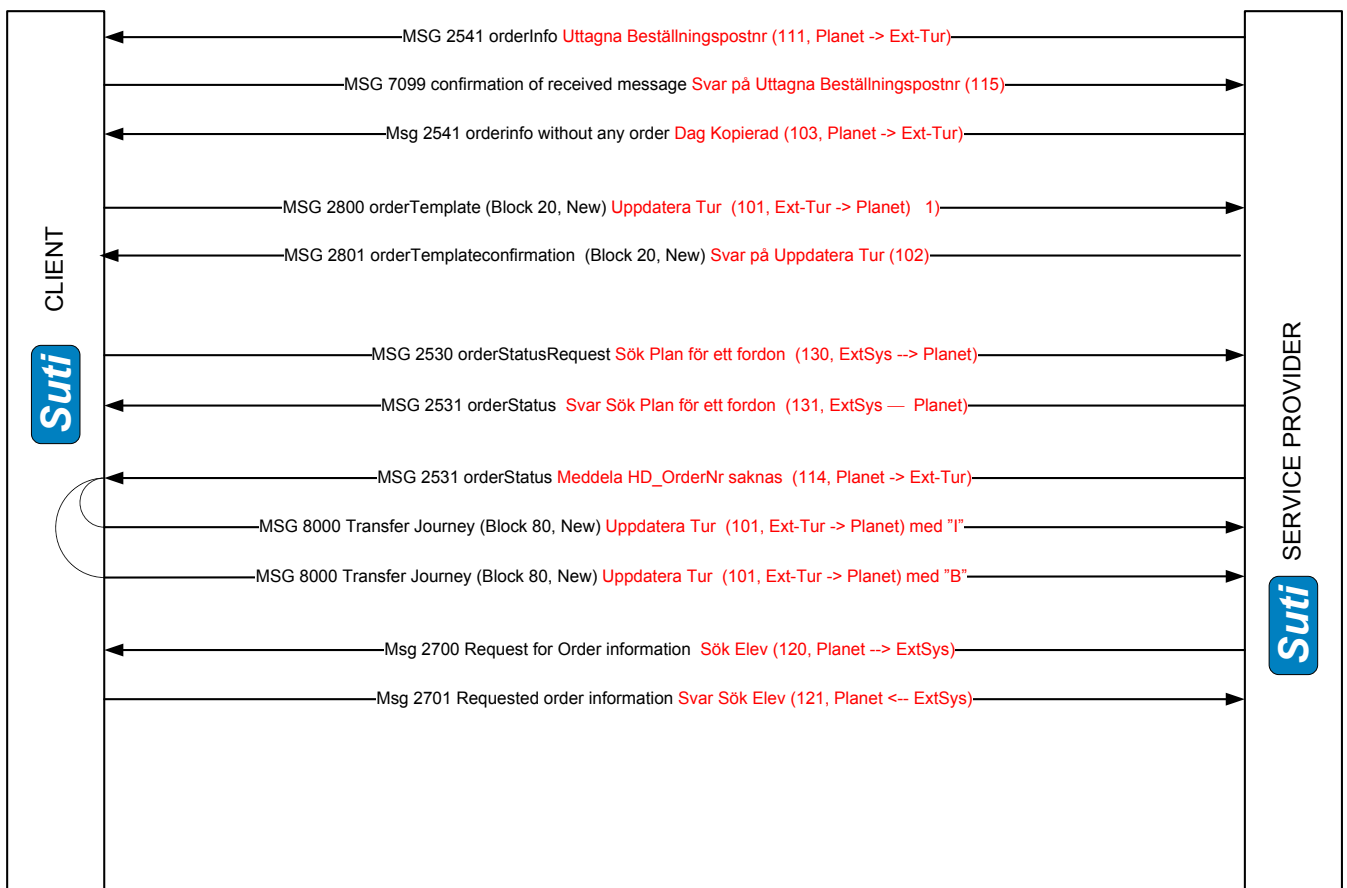 MSG 2541 orderInfo Uttagna Beställningspostnr (111, Planet -> Ext-Tur)
MSG 7099 confirmation of received message Svar på Uttagna Beställningspostnr (115)
Msg 2541 orderinfo without any order Dag Kopierad (103, Planet -> Ext-Tur)
MSG 2800 orderTemplate (Block 20, New) Uppdatera Tur (101, Ext-Tur -> Planet) 1)
MSG 2801 orderTemplateconfirmation (Block 20, New) Svar på Uppdatera Tur (102)
CLIENT
Suti
MSG 2530 orderStatusRequest Sök Plan för ett fordon (130, ExtSys --> Planet)
MSG 2531 orderStatus Svar Sök Plan för ett fordon (131, ExtSys — Planet)
MSG 2531 orderStatus Meddela HD_OrderNr saknas (114, Planet -> Ext-Tur)
MSG 8000 Transfer Journey (Block 80, New) Uppdatera Tur (101, Ext-Tur -> Planet) med ”I”
MSG 8000 Transfer Journey (Block 80, New) Uppdatera Tur (101, Ext-Tur -> Planet) med ”B”
SERVICE PROVIDER
Suti
Msg 2700 Request for Order information Sök Elev (120, Planet --> ExtSys)
Msg 2701 Requested order information Svar Sök Elev (121, Planet <-- ExtSys)